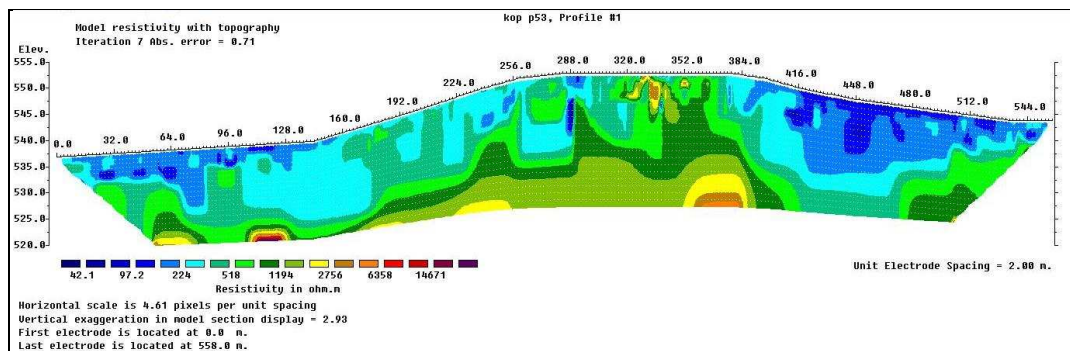 kop p53, Profile #1
Model resistivity with topography
Iteration 7 Abs. error = 0.71
Elev.
555.0
550.0
545.0
540.0
535.0
530.0
525.0
520.0
0.0 32.0 64.0 96.0 128.0 160.0 192.0 224.0 256.0 288.0 320.0 352.0 384.0 416.0 448.0 480.0 512.0 544.0
42.1 97.2 224 518 1194 2756 6358 14671
Resistivity in ohm.m
Unit Electrode Spacing = 2.00 m.
Horizontal scale is 4.61 pixels per unit spacing
Vertical exaggeration in model section display = 2.93
First electrode is located at 0.0 m.
Last electrode is located at 558.0 m.